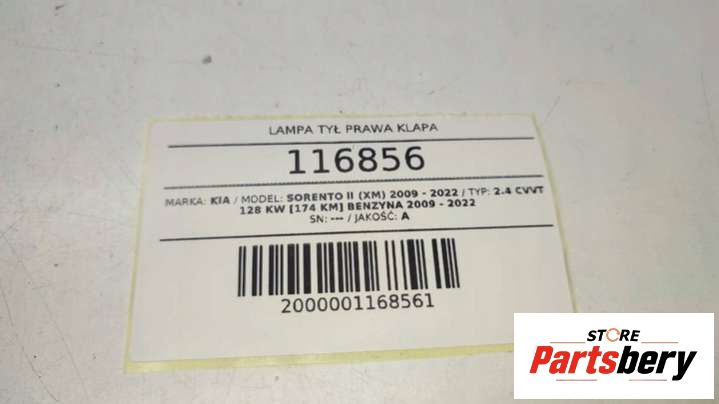 LAMPA TYŁ PRAWA KLAPA
116856
MARKA: KIA / MODEL: SORENTO II (XM) 2009 - 2022 / TYP: 2.4 CVVT
128 KW [174 KM] BENZYNA 2009 - 2022
SN: --- / JAKOŚĆ: A
2000001168561
STORE
Partsbery